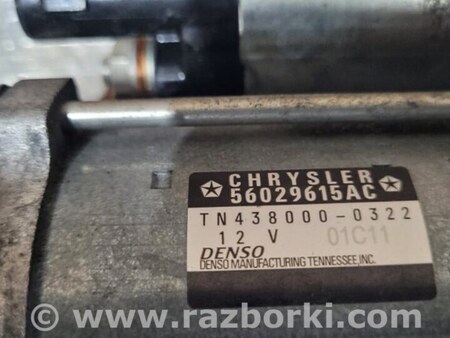 CHRYSLER
56029615AC
TN438000-0322
12 V 01C11
DENSO
DENSO MANUFACTURING TENNESSEE, INC.
www.razborki.com